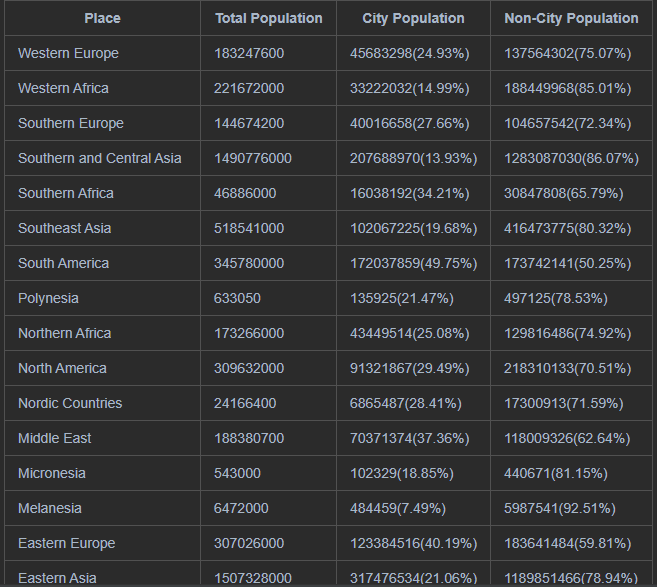 Place Total Population City Population Non-City Population
Western Europe 183247600 45683298(24.93%) 137564302(75.07%)
Western Africa 221672000 33222032(14.99%) 188449968(85.01%)
Southern Europe 144674200 40016658(27.66%) 104657542(72.34%)
Southern and Central Asia 1490776000 207688970(13.93%) 1283087030(86.07%)
Southern Africa 46886000 16038192(34.21%) 30847808(65.79%)
Southeast Asia 518541000 102067225(19.68%) 416473775(80.32%)
South America 345780000 172037859(49.75%) 173742141(50.25%)
Polynesia 633050 135925(21.47%) 497125(78.53%)
Northern Africa 173266000 43449514(25.08%) 129816486(74.92%)
North America 309632000 91321867(29.49%) 218310133(70.51%)
Nordic Countries 24166400 6865487(28.41%) 17300913(71.59%)
Middle East 188380700 70371374(37.36%) 118009326(62.64%)
Micronesia 543000 102329(18.85%) 440671(81.15%)
Melanesia 6472000 484459(7.49%) 5987541(92.51%)
Eastern Europe 307026000 123384516(40.19%) 183641484(59.81%)
Eastern Asia 1507328000 317476534(21.06%) 1189851466(78.94%)